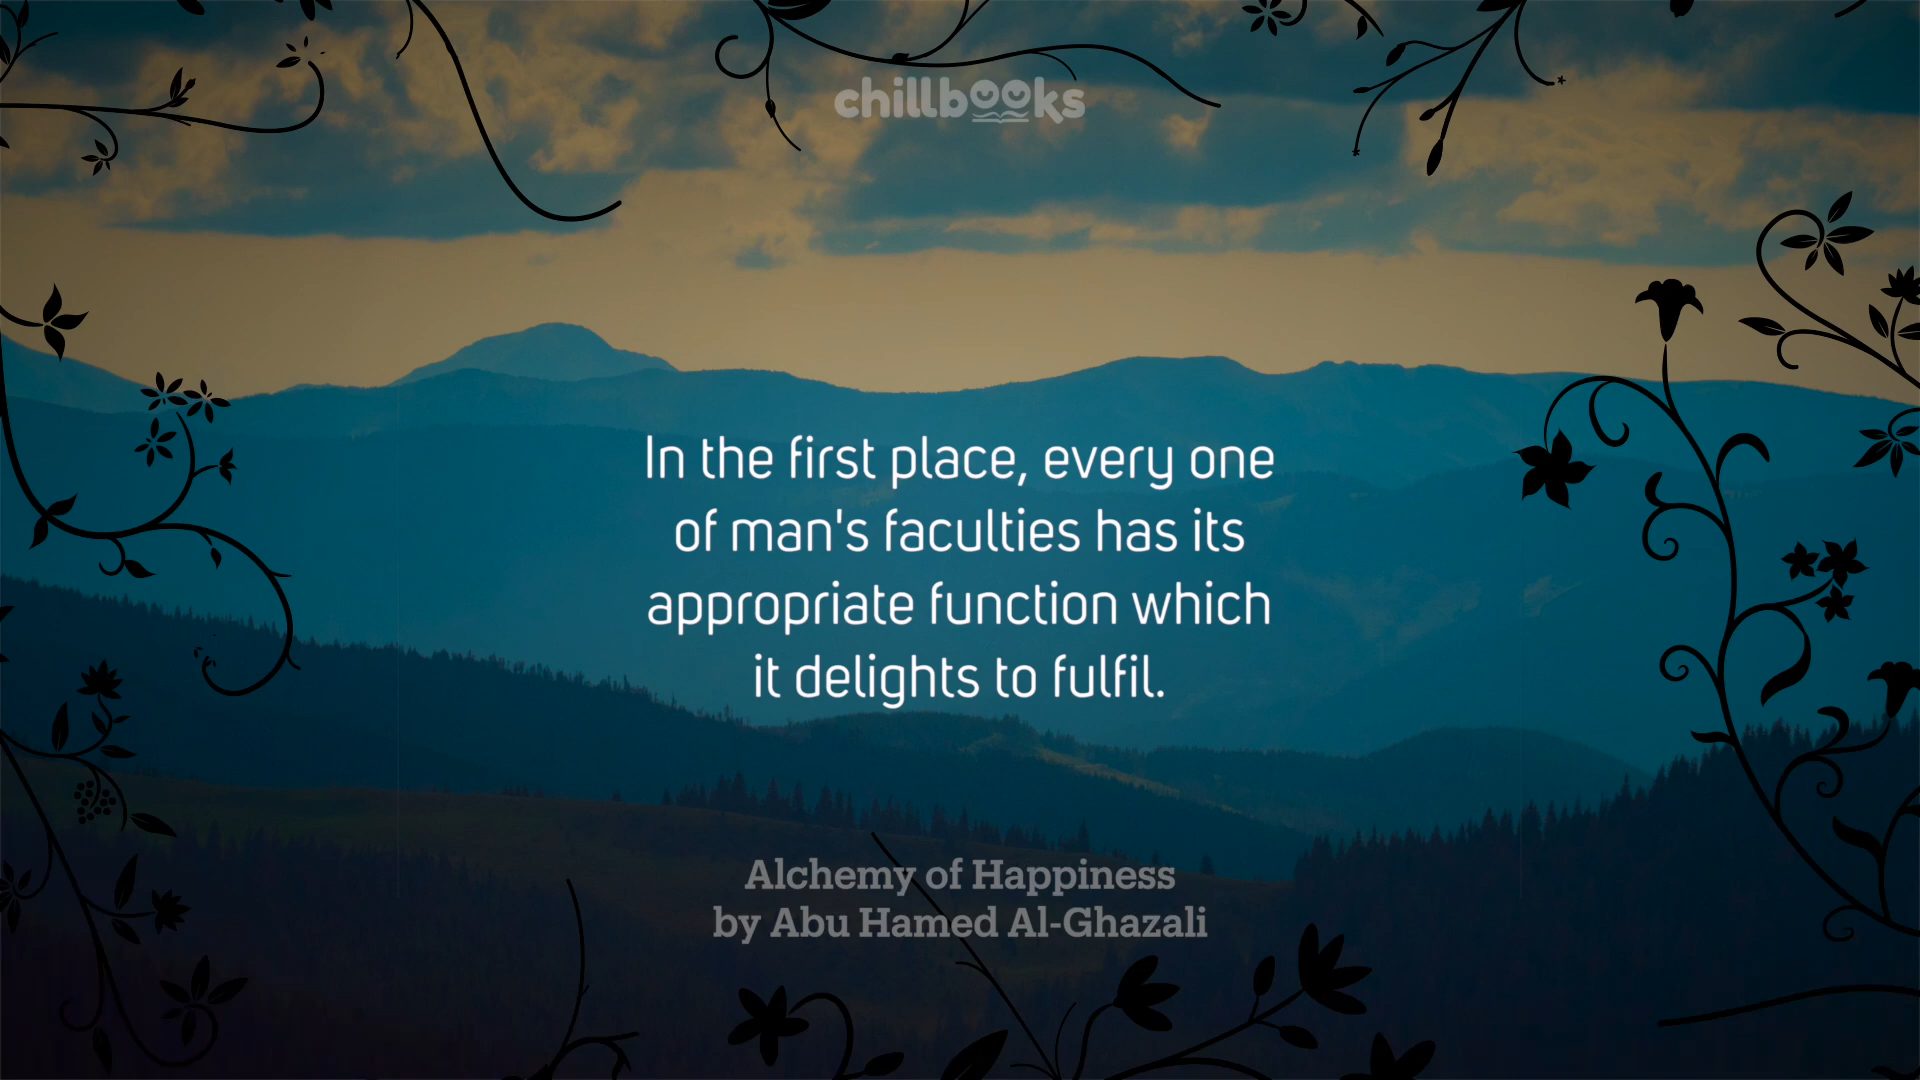 chillbooks
In the first place, every one
of man's faculties has its
appropriate function which
it delights to fulfil.
Alchemy of Happiness
by Abu Hamed Al-Ghazali